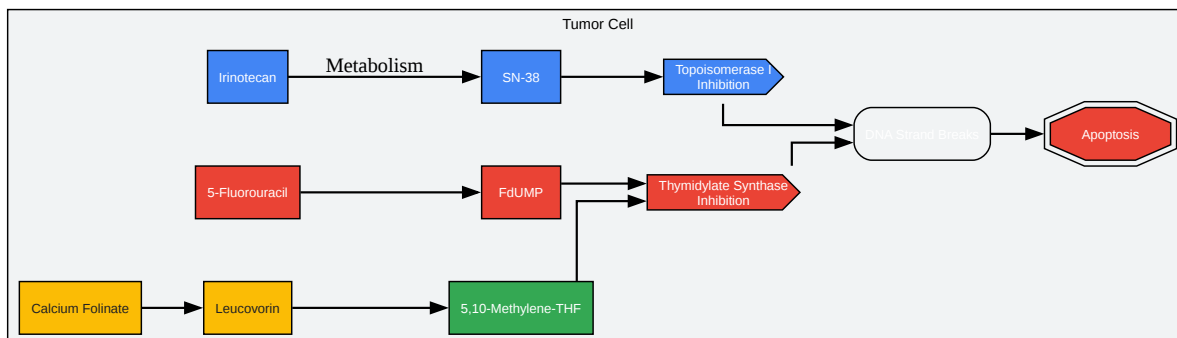 Tumor Cell
Irinotecan
Metabolism
SN-38
Topoisomerase I
Inhibition
DNA Strand Breaks
Apoptosis
5-Fluorouracil
FdUMP
Thymidylate Synthase
Inhibition
Calcium Folinate
Leucovorin
5,10-Methylene-THF